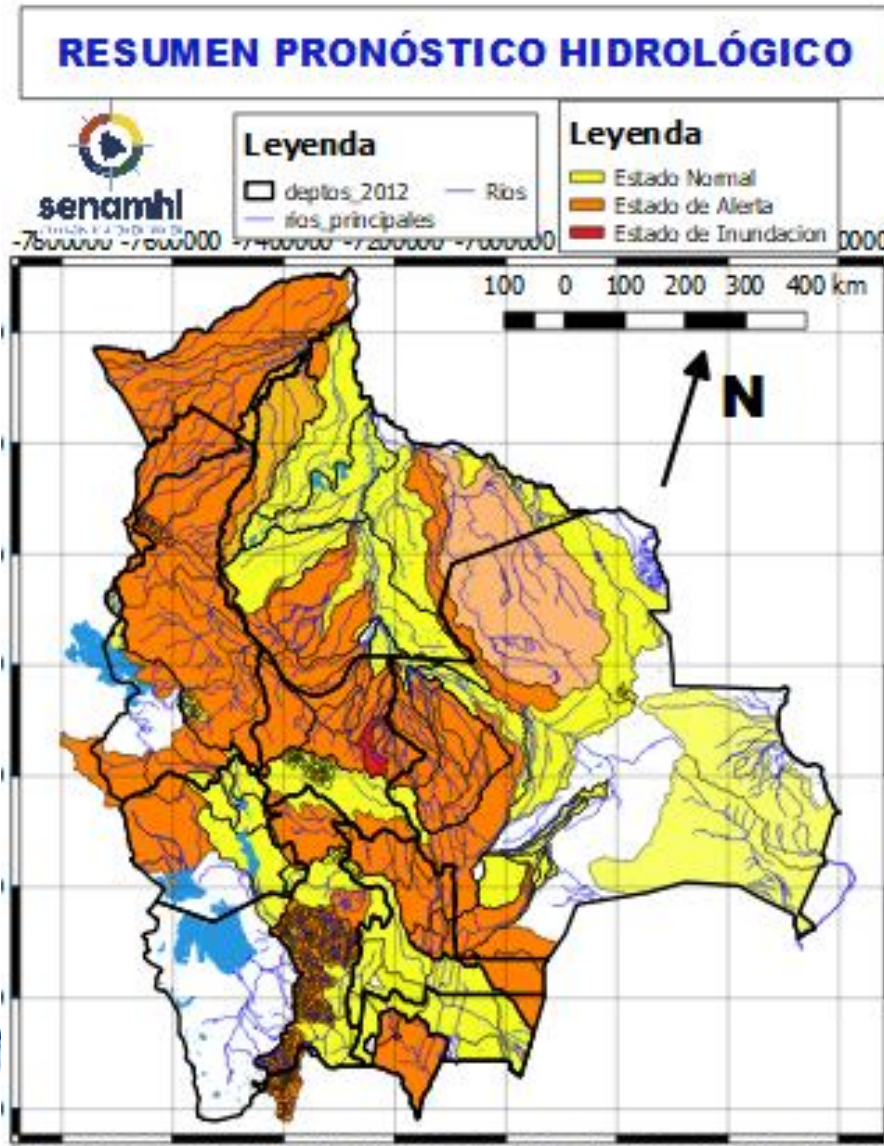 RESUMEN PRONÓSTICO HIDROLÓGICO
senamhi
Leyenda
deptos_2012
Rios
rios_principales
Leyenda
Estado Normal
Estado de Alerta
Estado de Inundacion
-7600000 -7400000 -7200000 -7000000
100 0 100 200 300 400 km
N